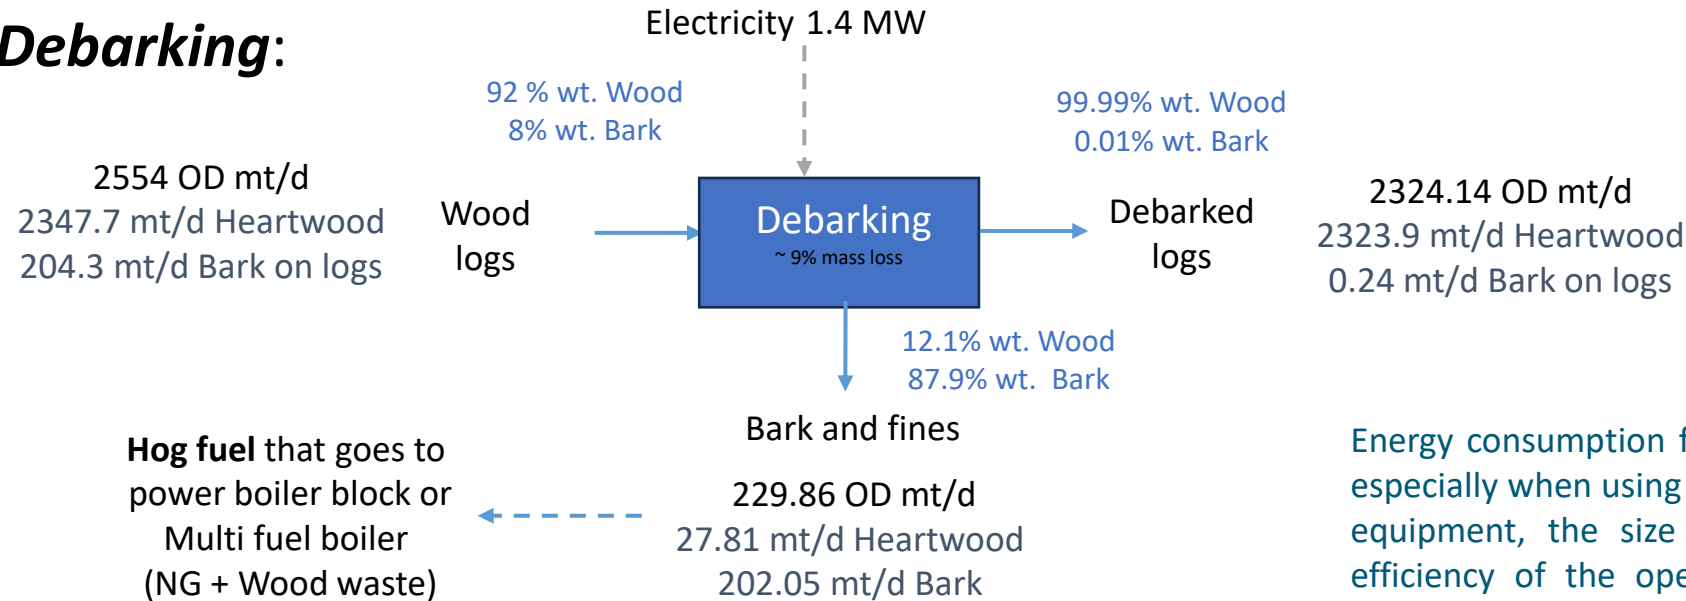 Debarking:
Electricity 1.4 MW
92 % wt. Wood
8% wt. Bark
99.99% wt. Wood
0.01% wt. Bark
2554 OD mt/d
2347.7 mt/d Heartwood
204.3 mt/d Bark on logs
Wood
logs
Debarking
~ 9% mass loss
Debarked
logs
2324.14 OD mt/d
2323.9 mt/d Heartwood
0.24 mt/d Bark on logs
12.1% wt. Wood
87.9% wt. Bark
Bark and fines
229.86 OD mt/d
27.81 mt/d Heartwood
202.05 mt/d Bark
Hog fuel that goes to
power boiler block or
Multi fuel boiler
(NG + Wood waste)
Energy consumption
especially when using
equipment, the size
efficiency of the